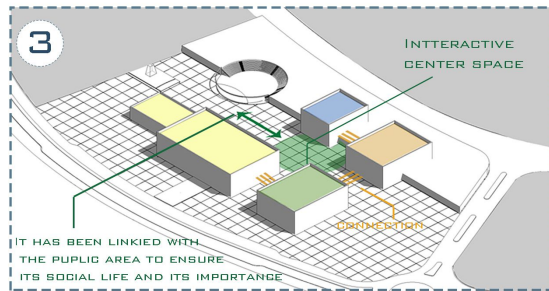 3
INTTERACTIVE
CENTER SPACE
CONNECTION
IT HAS BEEN LINKIED WITH
THE PUPLIC AREA TO ENSURE
ITS SOCIAL LIFE AND ITS IMPORTANCE